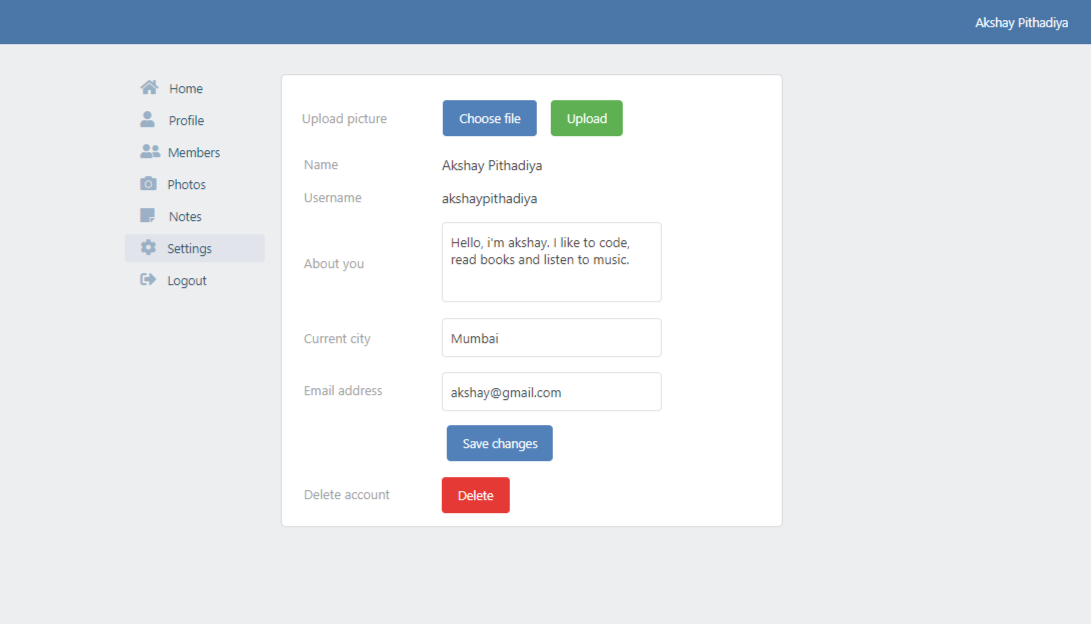 Akshay Pithadiya
Home
Profile
Members
Photos
Notes
Settings
Logout
Upload picture
Choose file
Upload
Name
Akshay Pithadiya
Username
akshaypithadiya
About you
Hello, i'm akshay. I like to code,
read books and listen to music.
Current city
Mumbai
Email address
akshay@gmail.com
Save changes
Delete account
Delete